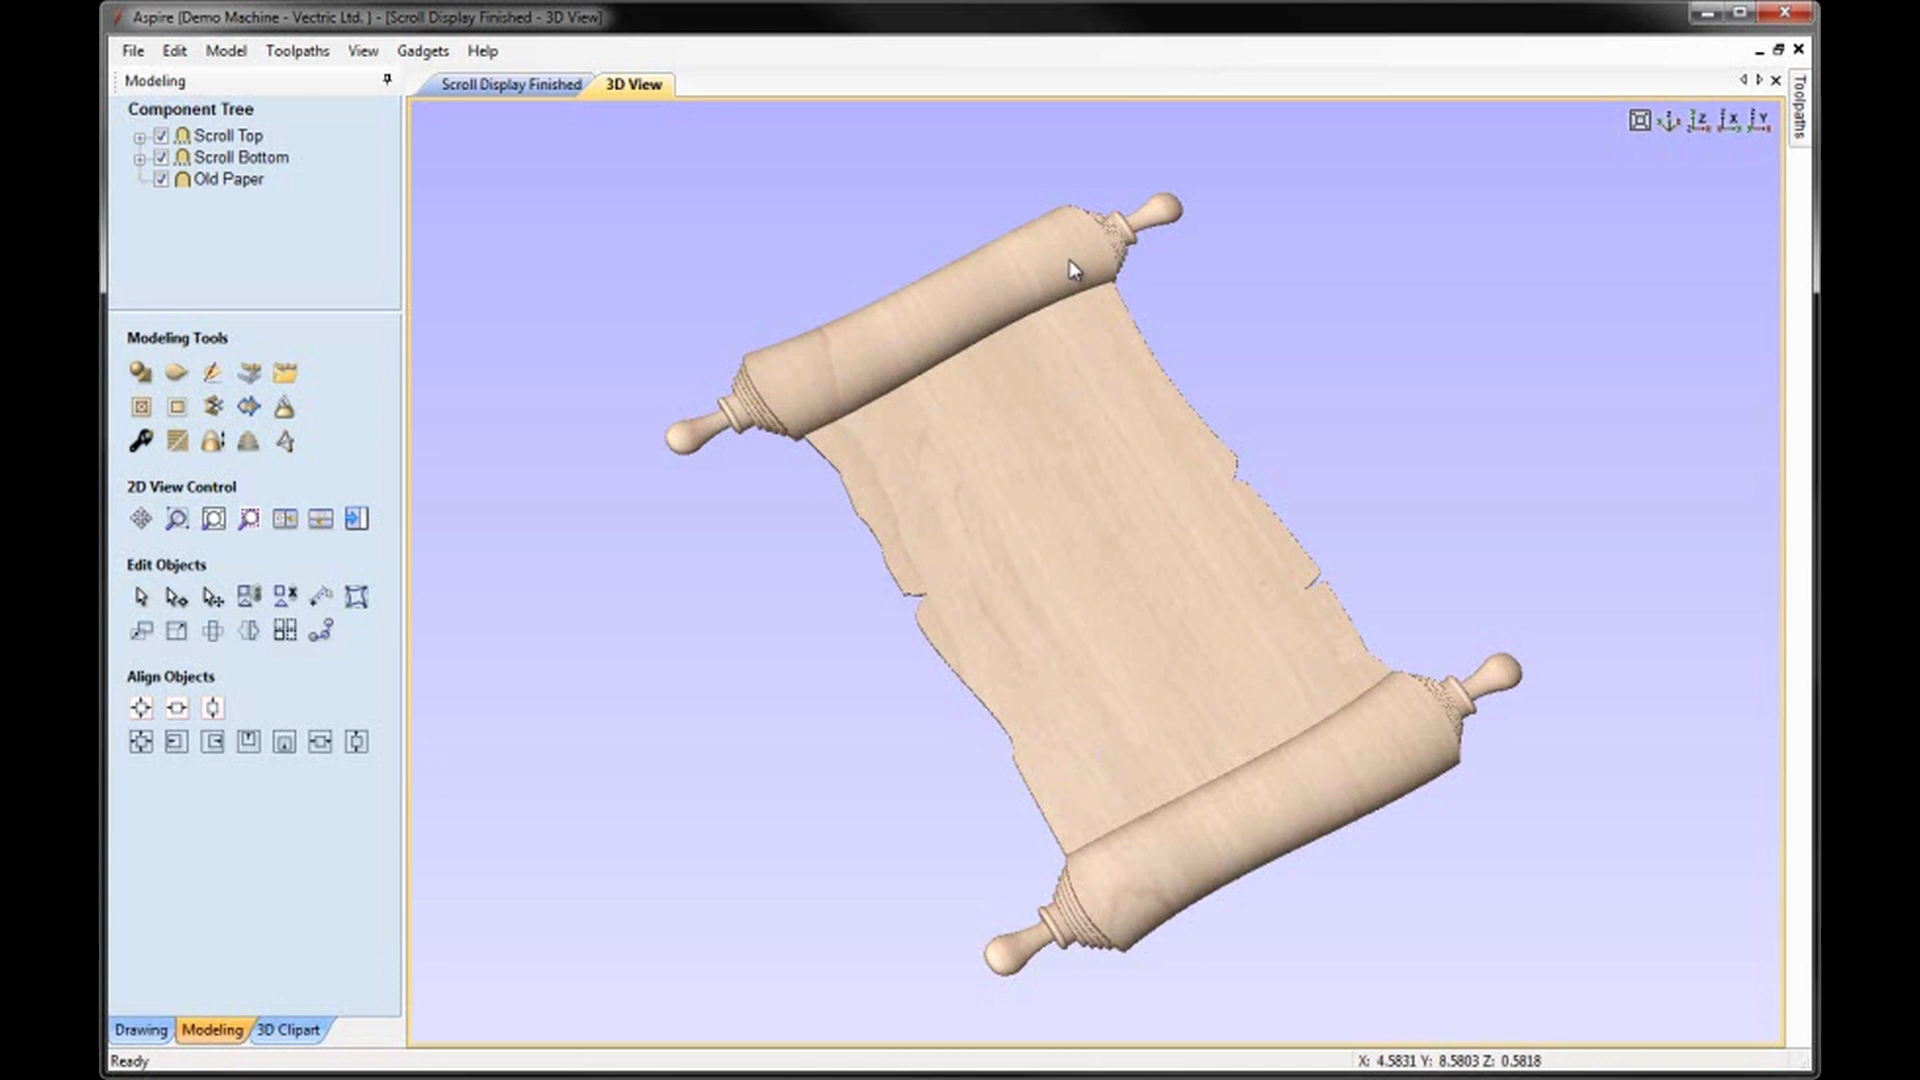 Aspire [Demo Machine - Vectric Ltd. ] - [Scroll Display Finished - 3D View]
File Edit Model Toolpaths View Gadgets Help
Modeling
Scroll Display Finished 3D View
Toolpaths
Component Tree
Scroll Top
Scroll Bottom
Old Paper
Z X Y
Modeling Tools
2D View Control
Edit Objects
Align Objects
Drawing Modeling 3D Clipart
Ready
X: 4.5831 Y: 8.5803 Z: 0.5818